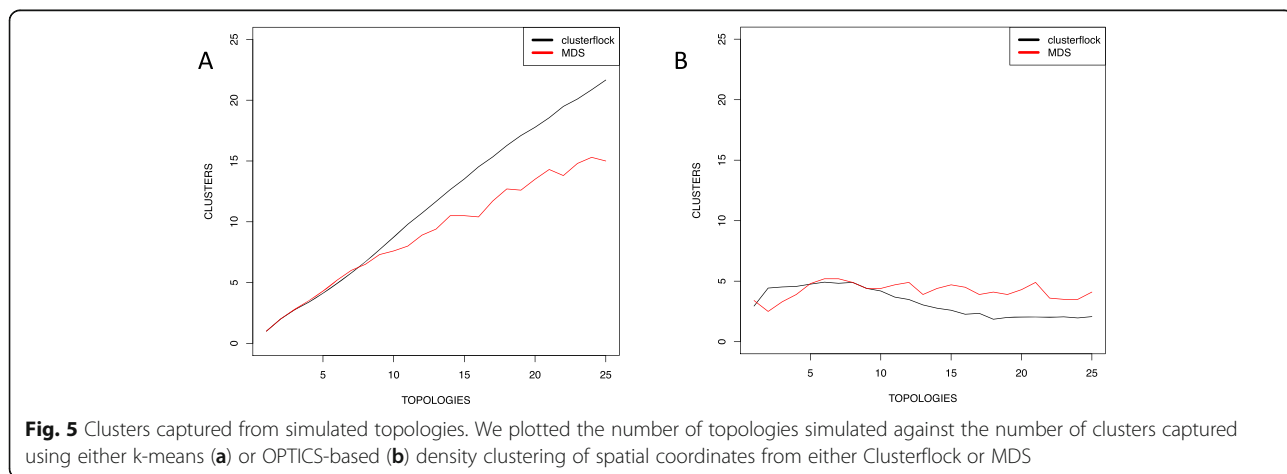 A
clusterflock
MDS
25
20
15
10
5
0
CLUSTERS
5
10
15
20
25
TOPOLOGIES
B
clusterflock
MDS
25
20
15
10
5
0
CLUSTERS
5
10
15
20
25
TOPOLOGIES
Fig. 5 Clusters captured from simulated topologies. We plotted the number of topologies simulated against the number of clusters captured
using either k-means (a) or OPTICS-based (b) density clustering of spatial coordinates from either Clusterflock or MDS